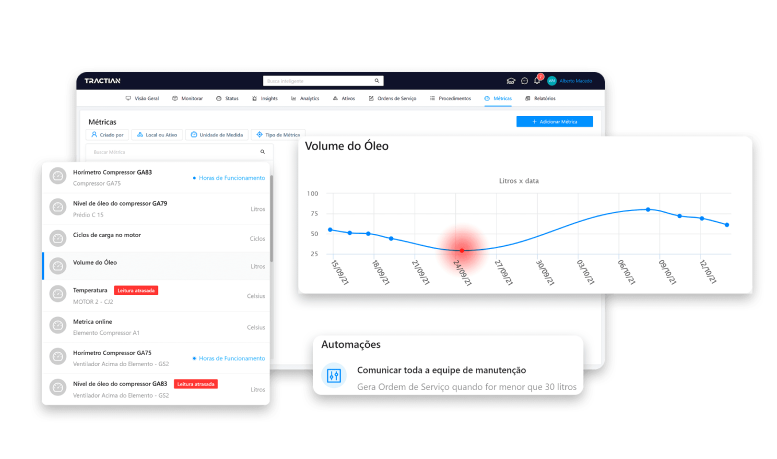 TRACTIAN
Busca Inteligente
Alberto Macedo
Visão Geral
Monitorar
Status
Insights
Analytics
Ativos
Ordens de Serviço
Procedimentos
Métricas
Relatórios
Métricas
+ Adicionar Métrica
Criado por
Local ou Ativo
Unidade de Medida
Tipo de Métrica
Buscar Métrica
Horímetro Compressor GA83
Compressor GA75
Horas de Funcionamento
Nível de óleo do compressor GA79
Prédio C 15
Litros
Ciclos de carga no motor
Ciclos
Volume do Óleo
Litros
Temperatura
Leitura atrasada
MOTOR 2 - CJ2
Celsius
Metrica online
Elemento Compressor A1
Celsius
Horímetro Compressor GA75
Ventilador Acima do Elemento - GS2
Horas de Funcionamento
Nível de óleo do compressor GA83
Leitura atrasada
Ventilador Acima do Elemento - GS2
Litros
Volume do Óleo
Litros x data
100
75
50
25
15/09/21
18/09/21
21/09/21
24/09/21
27/09/21
30/09/21
03/10/21
06/10/21
09/10/21
12/10/21
Automações
Comunicar toda a equipe de manutenção
Gera Ordem de Serviço quando for menor que 30 litros